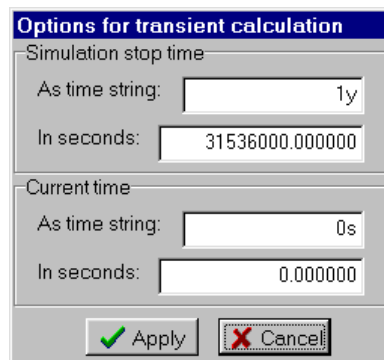 Options for transient calculation
Simulation stop time
As time string: 1y
In seconds: 31536000.000000
Current time
As time string: 0s
In seconds: 0.000000
Apply Cancel